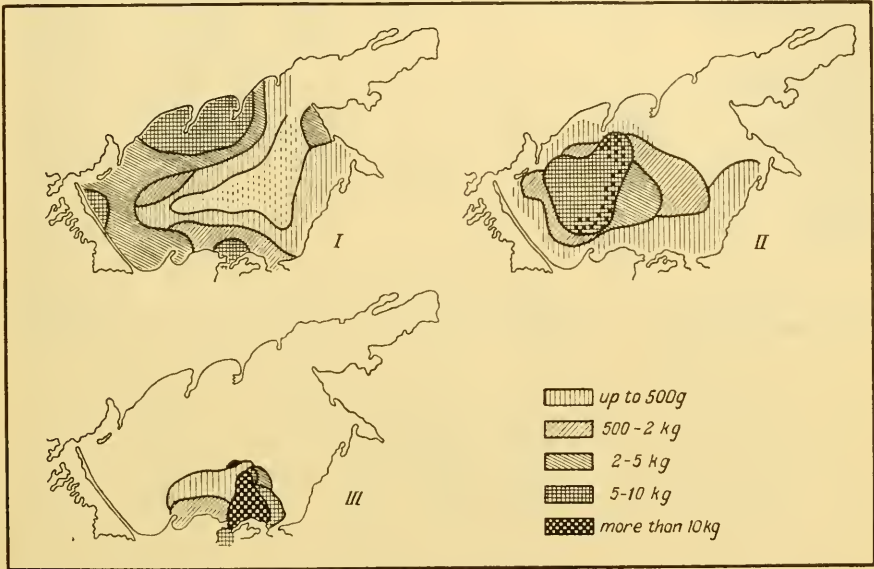 I
II
III
up to 500g
500-2 kg
2-5 kg
5-10 kg
more than 10kg